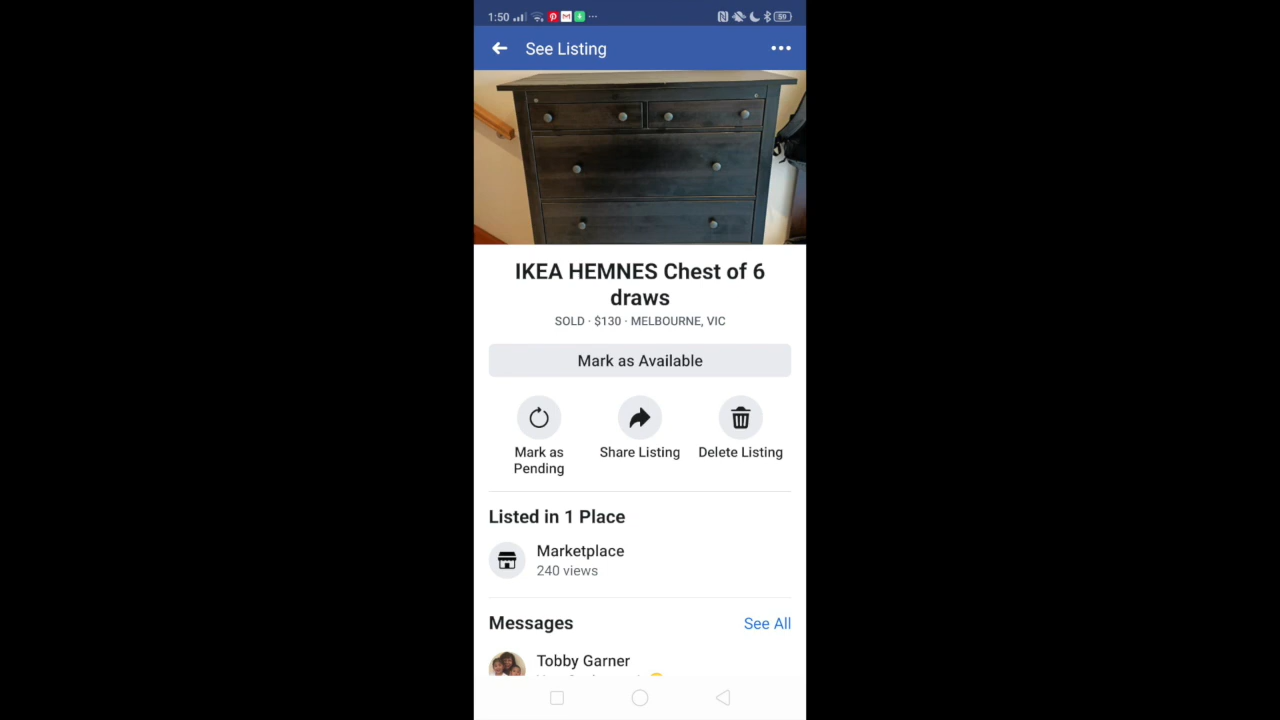 1:50
59
See Listing
IKEA HEMNES Chest of 6
draws
SOLD · $130 · MELBOURNE, VIC
Mark as Available
Mark as
Pending
Share Listing
Delete Listing
Listed in 1 Place
Marketplace
240 views
Messages
See All
Tobby Garner